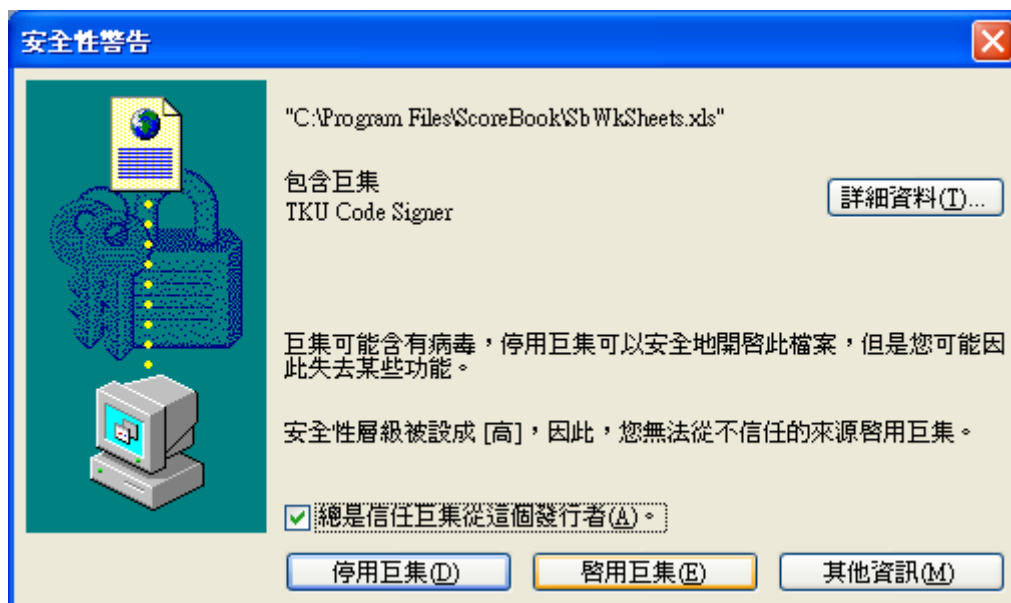 安全性警告
"C:\Program Files\ScoreBook\SbWkSheets.xls"
包含巨集
TKU Code Signer
詳細資料(T)...
巨集可能含有病毒，停用巨集可以安全地開啓此檔案，但是您可能因
此失去某些功能。
安全性層級被設成 [高]，因此，您無法從不信任的來源啓用巨集。
總是信任巨集從這個發行者(A)。
停用巨集(D)
啓用巨集(E)
其他資訊(M)